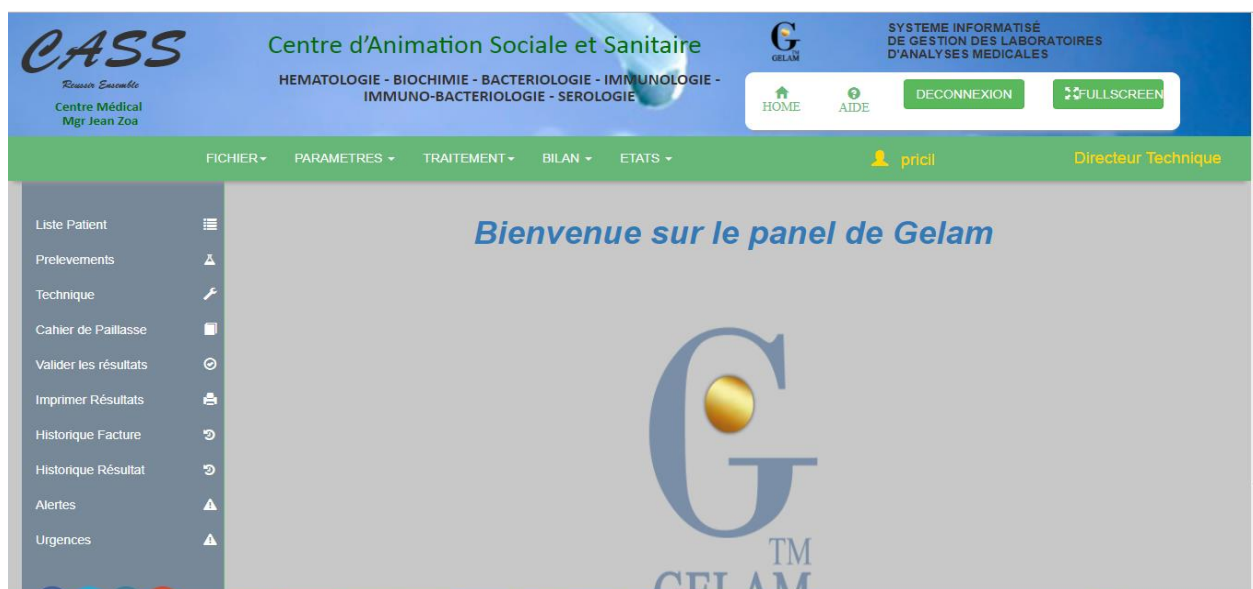 CASS
Reussir Ensemble
Centre Médical
Mgr Jean Zoa
Centre d'Animation Sociale et Sanitaire
HEMATOLOGIE - BIOCHIMIE - BACTERIOLOGIE - IMMUNOLOGIE -
IMMUNO-BACTERIOLOGIE - SEROLOGIE
G
GELAM
SYSTEME INFORMATISÉ
DE GESTION DES LABORATOIRES
D'ANALYSES MEDICALES
HOME
AIDE
DECONNEXION
FULLSCREEN
FICHIER
PARAMETRES
TRAITEMENT
BILAN
ETATS
pricil
Directeur Technique
Liste Patient
Prelevements
Technique
Cahier de Paillasse
Valider les résultats
Imprimer Résultats
Historique Facture
Historique Résultat
Alertes
Urgences
Bienvenue sur le panel de Gelam
G
TM
GELAM